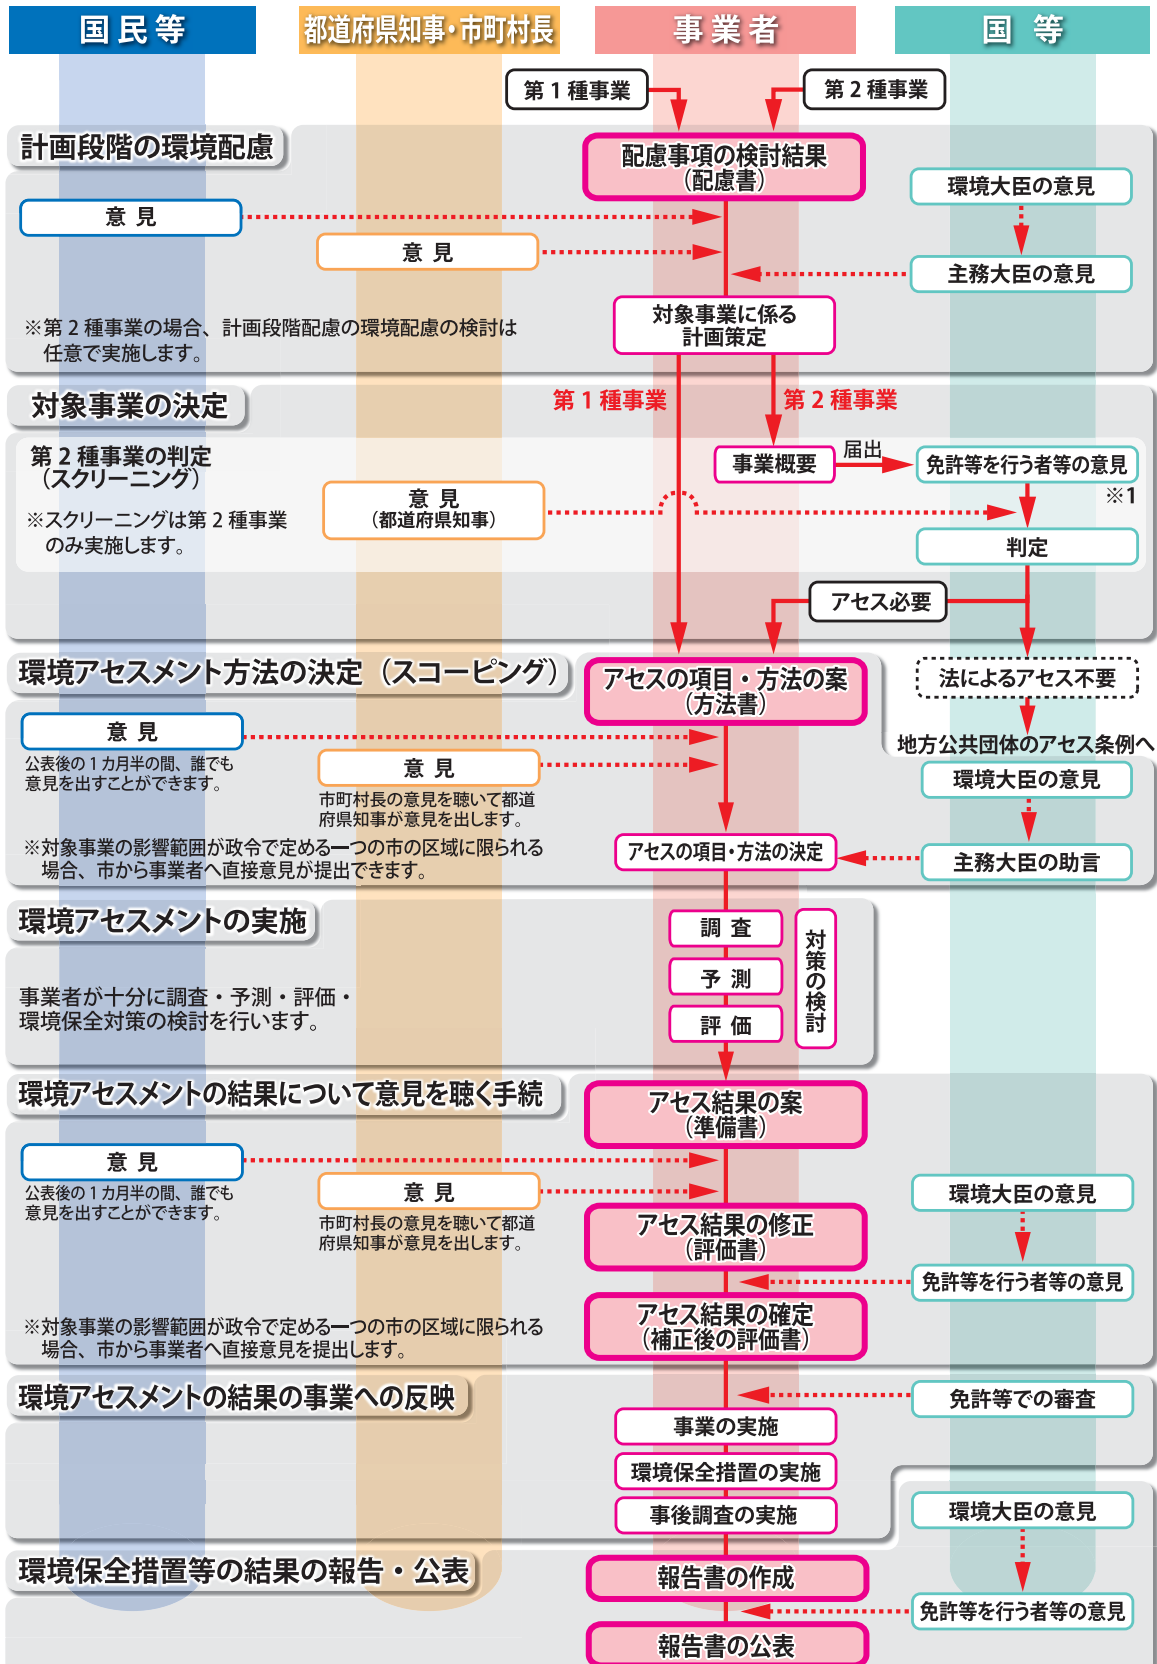 国民等
都道府県知事・市町村長
事業者
国 等
第1種事業
第2種事業
計画段階の環境配慮
配慮事項の検討結果
（配慮書）
環境大臣の意見
意 見
意 見
主務大臣の意見
対象事業に係る
計画策定
※第2種事業の場合、計画段階配慮の環境配慮の検討は
任意で実施します。
対象事業の決定
第1種事業
第2種事業
第2種事業の判定
（スクリーニング）
事業概要
届出
免許等を行う者等の意見
※1
意 見
（都道府県知事）
※スクリーニングは第2種事業
のみ実施します。
判定
アセス必要
環境アセスメント方法の決定（スコーピング）
アセスの項目・方法の案
（方法書）
法によるアセス不要
意 見
地方公共団体のアセス条例へ
公表後の1カ月半の間、誰でも
意見を出すことができます。
意 見
環境大臣の意見
市町村長の意見を聴いて都道
府県知事が意見を出します。
※対象事業の影響範囲が政令で定める一つの市の区域に限られる
場合、市から事業者へ直接意見が提出できます。
アセスの項目・方法の決定
主務大臣の助言
環境アセスメントの実施
調 査
予 測
評 価
対策の検討
事業者が十分に調査・予測・評価・
環境保全対策の検討を行います。
環境アセスメントの結果について意見を聴く手続
アセス結果の案
（準備書）
意 見
公表後の1カ月半の間、誰でも
意見を出すことができます。
意 見
環境大臣の意見
市町村長の意見を聴いて都道
府県知事が意見を出します。
アセス結果の修正
（評価書）
免許等を行う者等の意見
アセス結果の確定
（補正後の評価書）
※対象事業の影響範囲が政令で定める一つの市の区域に限られる
場合、市から事業者へ直接意見を提出します。
環境アセスメントの結果の事業への反映
免許等での審査
事業の実施
環境保全措置の実施
事後調査の実施
環境大臣の意見
環境保全措置等の結果の報告・公表
報告書の作成
免許等を行う者等の意見
報告書の公表